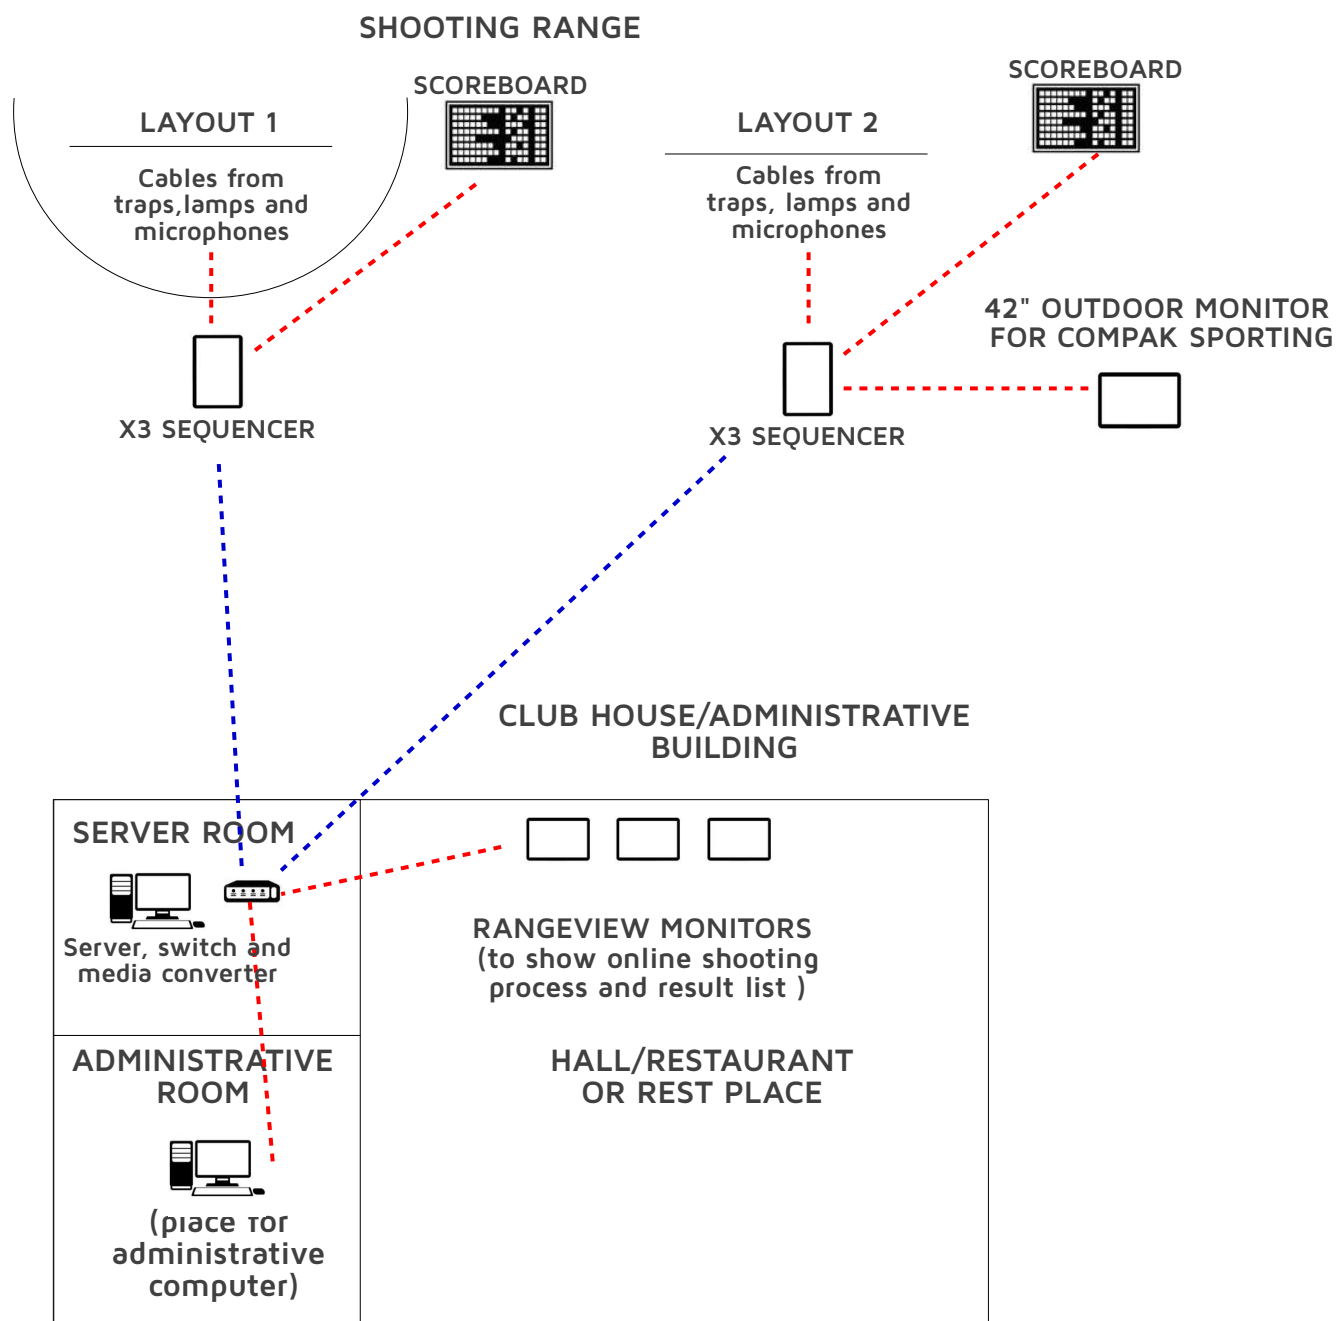 SHOOTING RANGE
SCOREBOARD
SCOREBOARD
LAYOUT 1
Cables from
traps,lamps and
microphones
LAYOUT 2
Cables from
traps, lamps and
microphones
42" OUTDOOR MONITOR
FOR COMPAK SPORTING
X3 SEQUENCER
X3 SEQUENCER
CLUB HOUSE/ADMINISTRATIVE
BUILDING
SERVER ROOM
Server, switch and
media converter
RANGEVIEW MONITORS
(to show online shooting
process and result list )
ADMINISTRATIVE
ROOM
(place for
administrative
computer)
HALL/RESTAURANT
OR REST PLACE